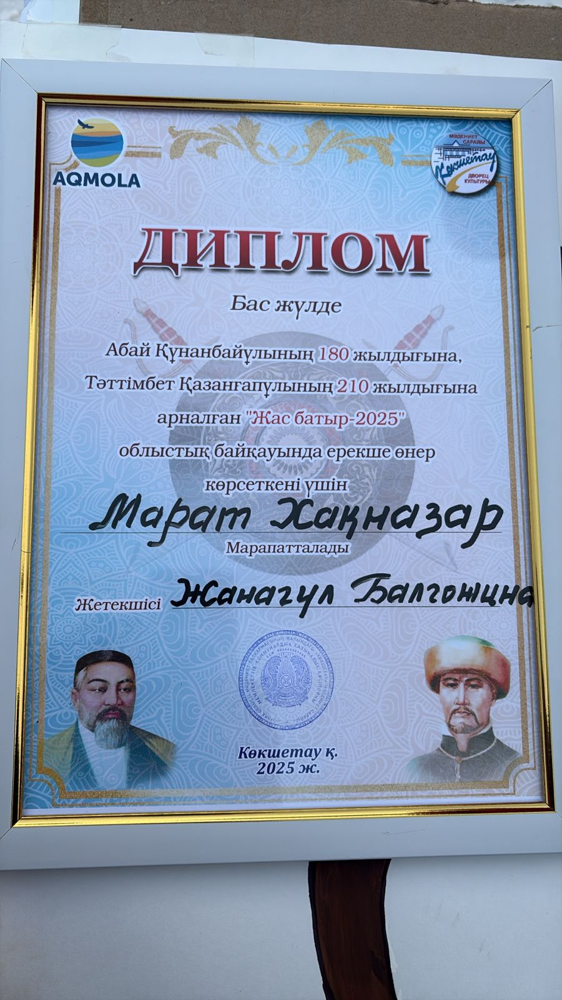 AQMOLA
МӘДЕНИЕТ
САРАЙЫ
Көкшетау
ДВОРЕЦ
КУЛЬТУРЫ
ДИПЛОМ
Бас жүлде
Абай Құнанбайұлының 180 жылдығына,
Тәттімбет Қазанғапұлының 210 жылдығына
арналған "Жас батыр-2025"
облыстық байқауында ерекше өнер
көрсеткені үшін
Марат Хақназар
Марапатталады
Жетекшісі Жанагул Балгожина
Көкшетау қ.
2025 ж.